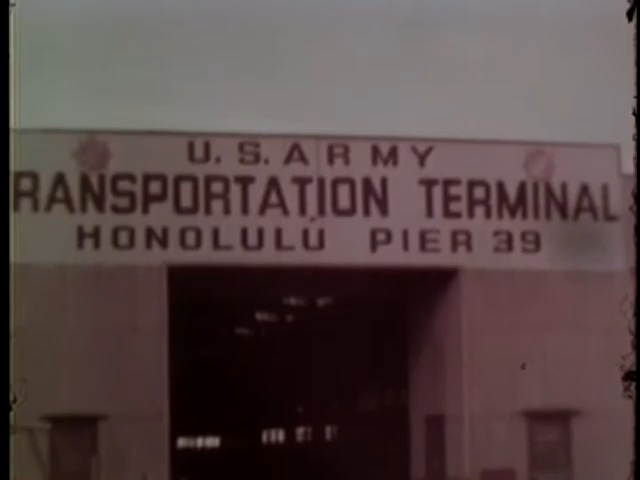 U.S. ARMY
RANSPORTATION TERMINAL
HONOLULU PIER 39